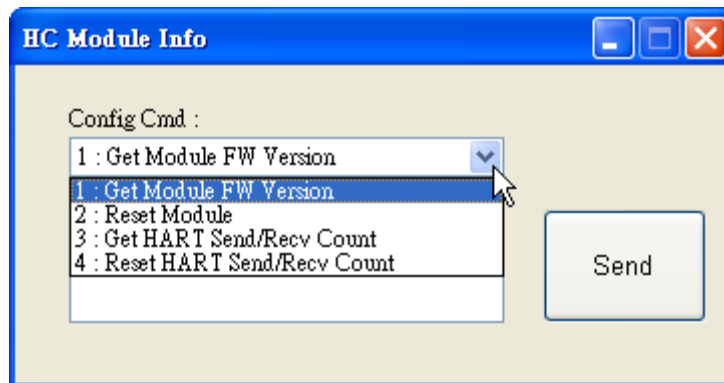 HC Module Info
Config Cmd :
1 : Get Module FW Version
1 : Get Module FW Version
2 : Reset Module
3 : Get HART Send/Recv Count
4 : Reset HART Send/Recv Count
Send